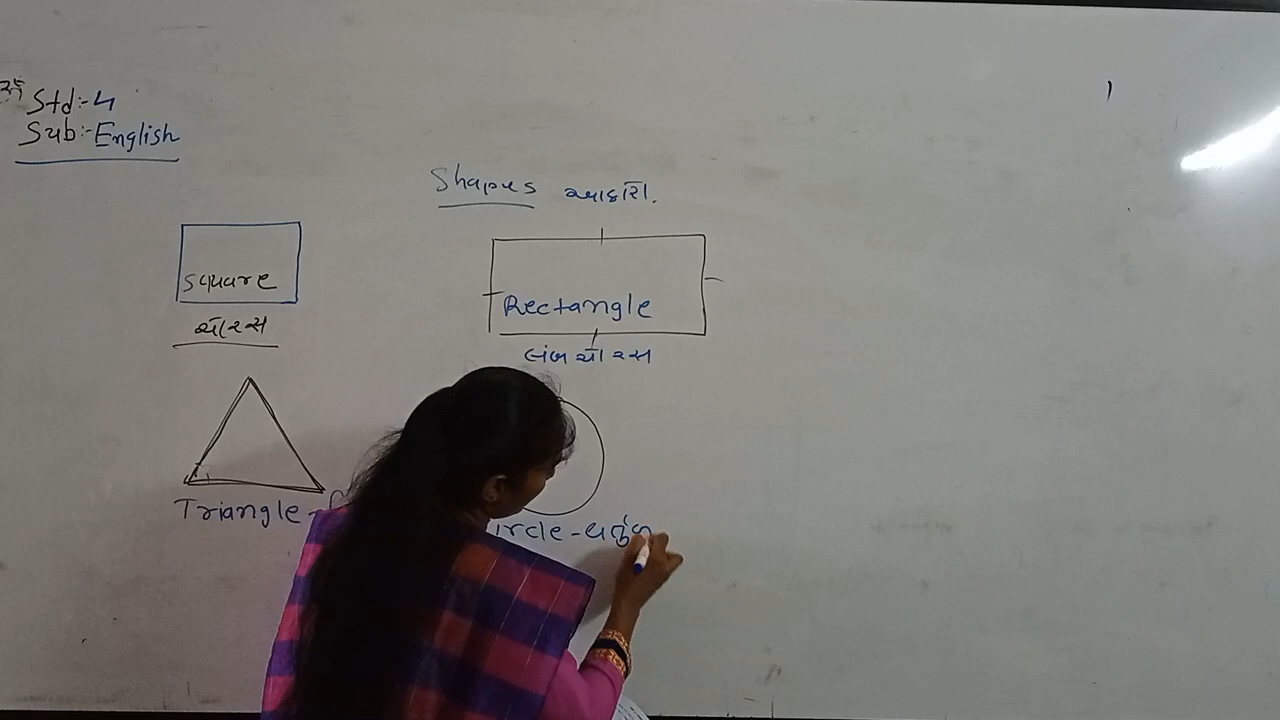 Std:- 4
Sub:- English
Shapes આકારો.
Square
ચોરસ
Rectangle
લંબચોરસ
Triangle -
ircle - વર્તુળ